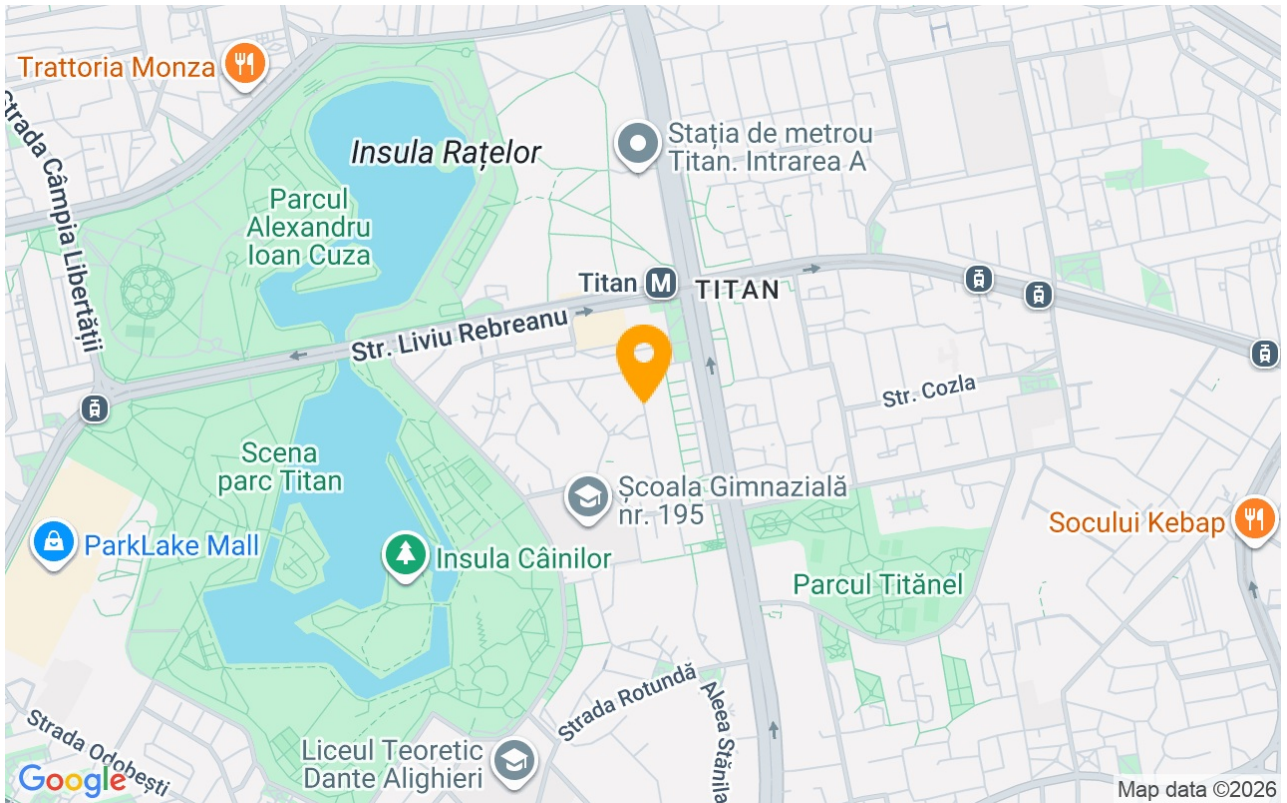 Trattoria Monza
Strada Câmpia Libertății
Insula Rațelor
Stația de metrou
Titan. Intrarea A
Parcul
Alexandru
Ioan Cuza
Titan
M
TITAN
Str. Liviu Rebreanu
Str. Cozla
Scena
parc Titan
Școala Gimnazială
nr. 195
Socului Kebap
ParkLake Mall
Insula Câinilor
Parcul Titănel
Strada Rotundă
Aleea Stănila
Strada Odobești
Liceul Teoretic
Dante Alighieri
Google
Map data ©2026